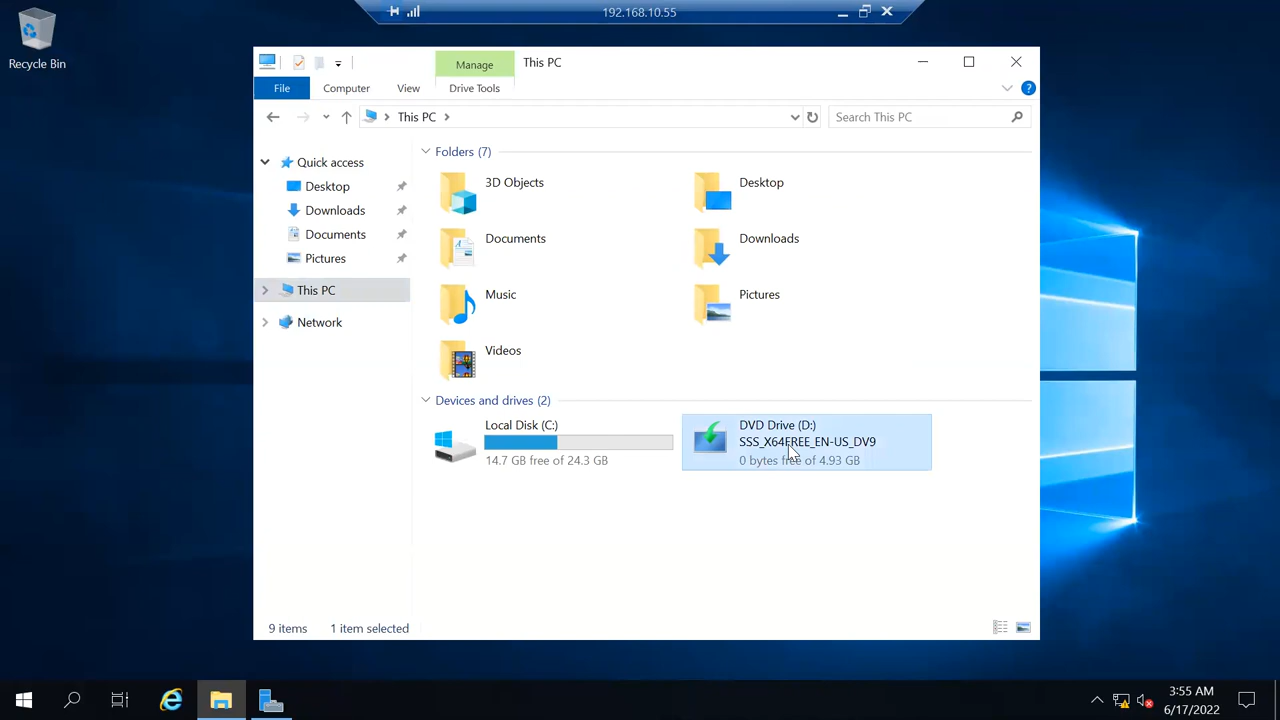 192.168.10.55
Recycle Bin
Manage
This PC
File
Computer
View
Drive Tools
This PC
Search This PC
Quick access
Desktop
Downloads
Documents
Pictures
This PC
Network
Folders (7)
3D Objects
Desktop
Documents
Downloads
Music
Pictures
Videos
Devices and drives (2)
Local Disk (C:)
14.7 GB free of 24.3 GB
DVD Drive (D:)
SSS_X64FREE_EN-US_DV9
0 bytes free of 4.93 GB
9 items
1 item selected
3:55 AM
6/17/2022